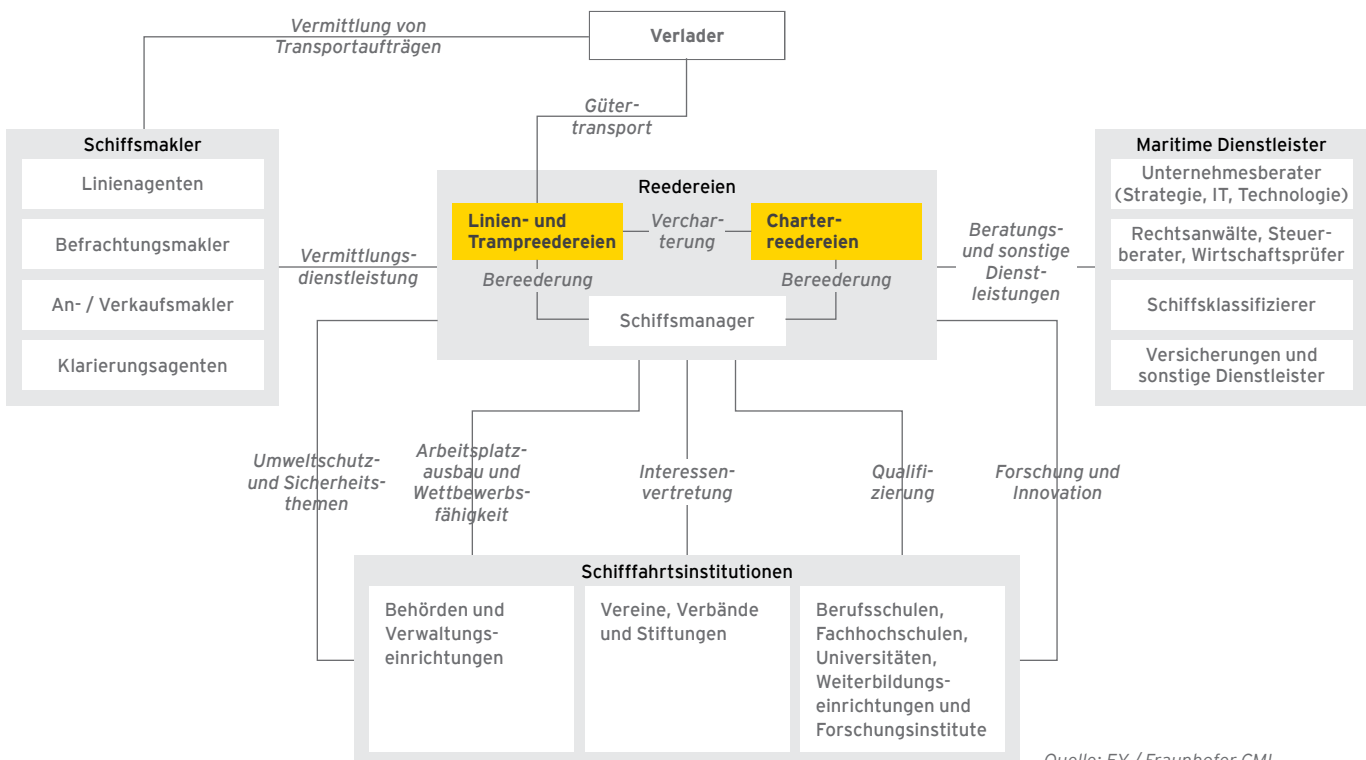 Vermittlung von
Transportaufträgen
Verlader
Güter-
transport
Schiffsmakler
Linienagenten
Befrachtungsmakler
An- / Verkaufsmakler
Klarierungsagenten
Vermittlungs-
dienstleistung
Reedereien
Linien- und
Trampreedereien
Verchar-
terung
Charter-
reedereien
Bereederung
Bereederung
Schiffsmanager
Beratungs-
und sonstige
Dienst-
leistungen
Maritime Dienstleister
Unternehmesberater
(Strategie, IT, Technologie)
Rechtsanwälte, Steuer-
berater, Wirtschaftsprüfer
Schiffsklassifizierer
Versicherungen und
sonstige Dienstleister
Umweltschutz-
und Sicherheits-
themen
Arbeitsplatz-
ausbau und
Wettbewerbs-
fähigkeit
Interessen-
vertretung
Qualifi-
zierung
Forschung und
Innovation
Schifffahrtsinstitutionen
Behörden und
Verwaltungs-
einrichtungen
Vereine, Verbände
und Stiftungen
Berufsschulen,
Fachhochschulen,
Universitäten,
Weiterbildungs-
einrichtungen und
Forschungsinstitute
Quelle: EY / Fraunhofer CML